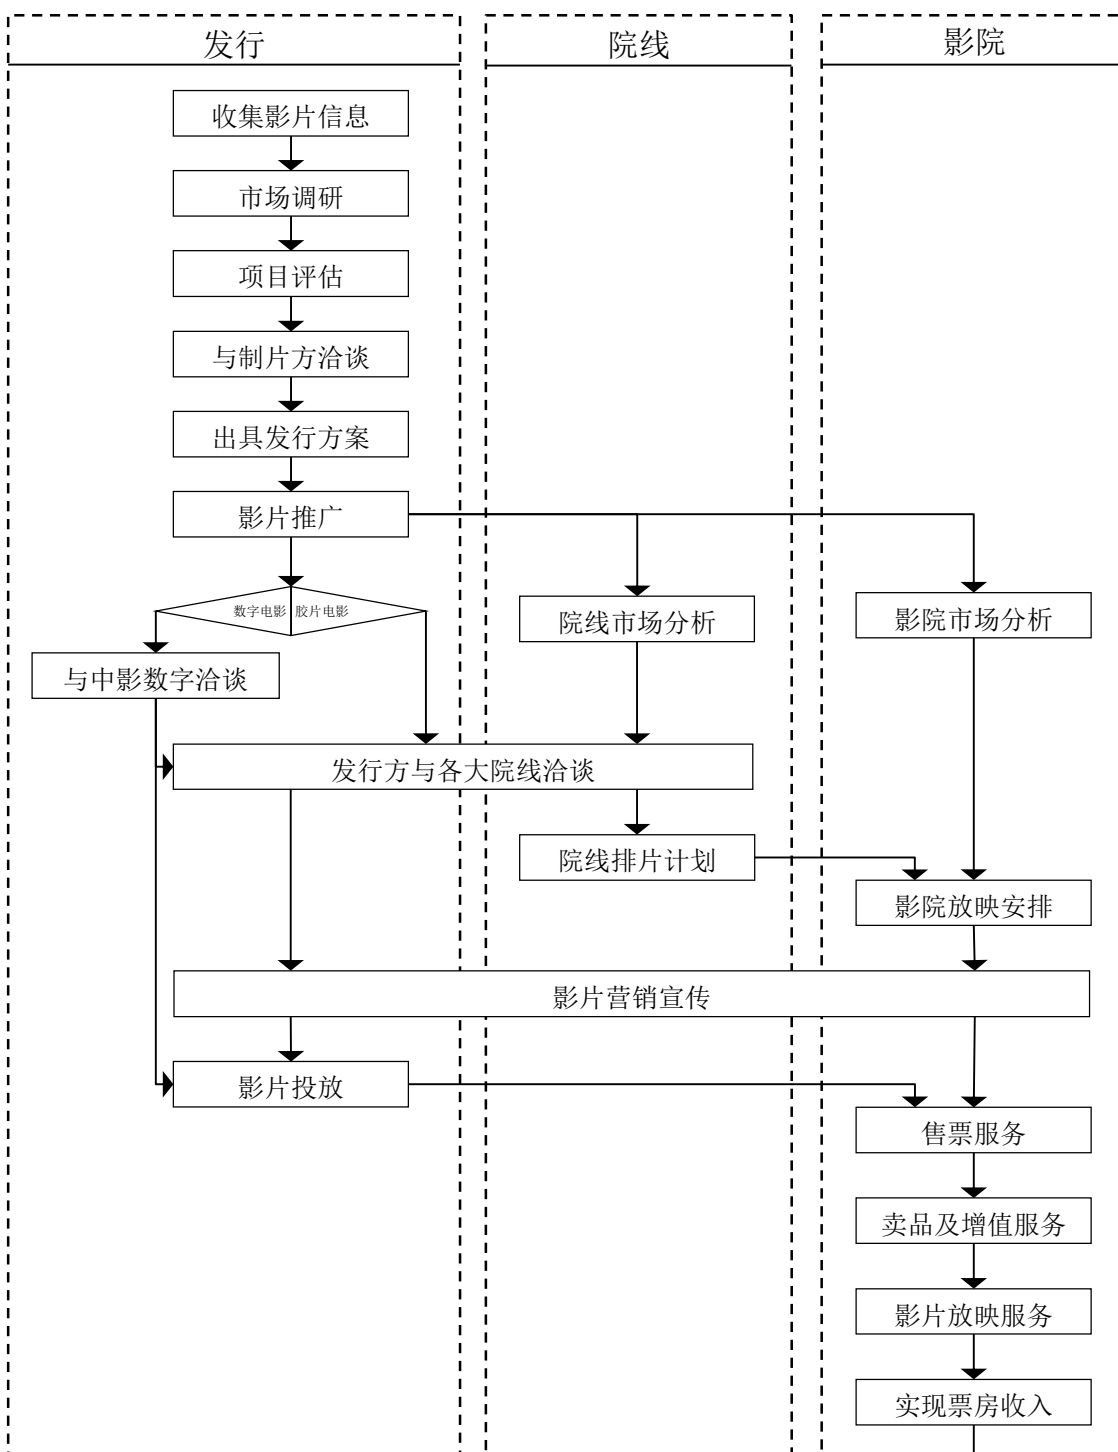 发行
院线
影院
收集影片信息
市场调研
项目评估
与制片方洽谈
出具发行方案
影片推广
数字电影
胶片电影
院线市场分析
影院市场分析
与中影数字洽谈
发行方与各大院线洽谈
院线排片计划
影院放映安排
影片营销宣传
影片投放
售票服务
卖品及增值服务
影片放映服务
实现票房收入